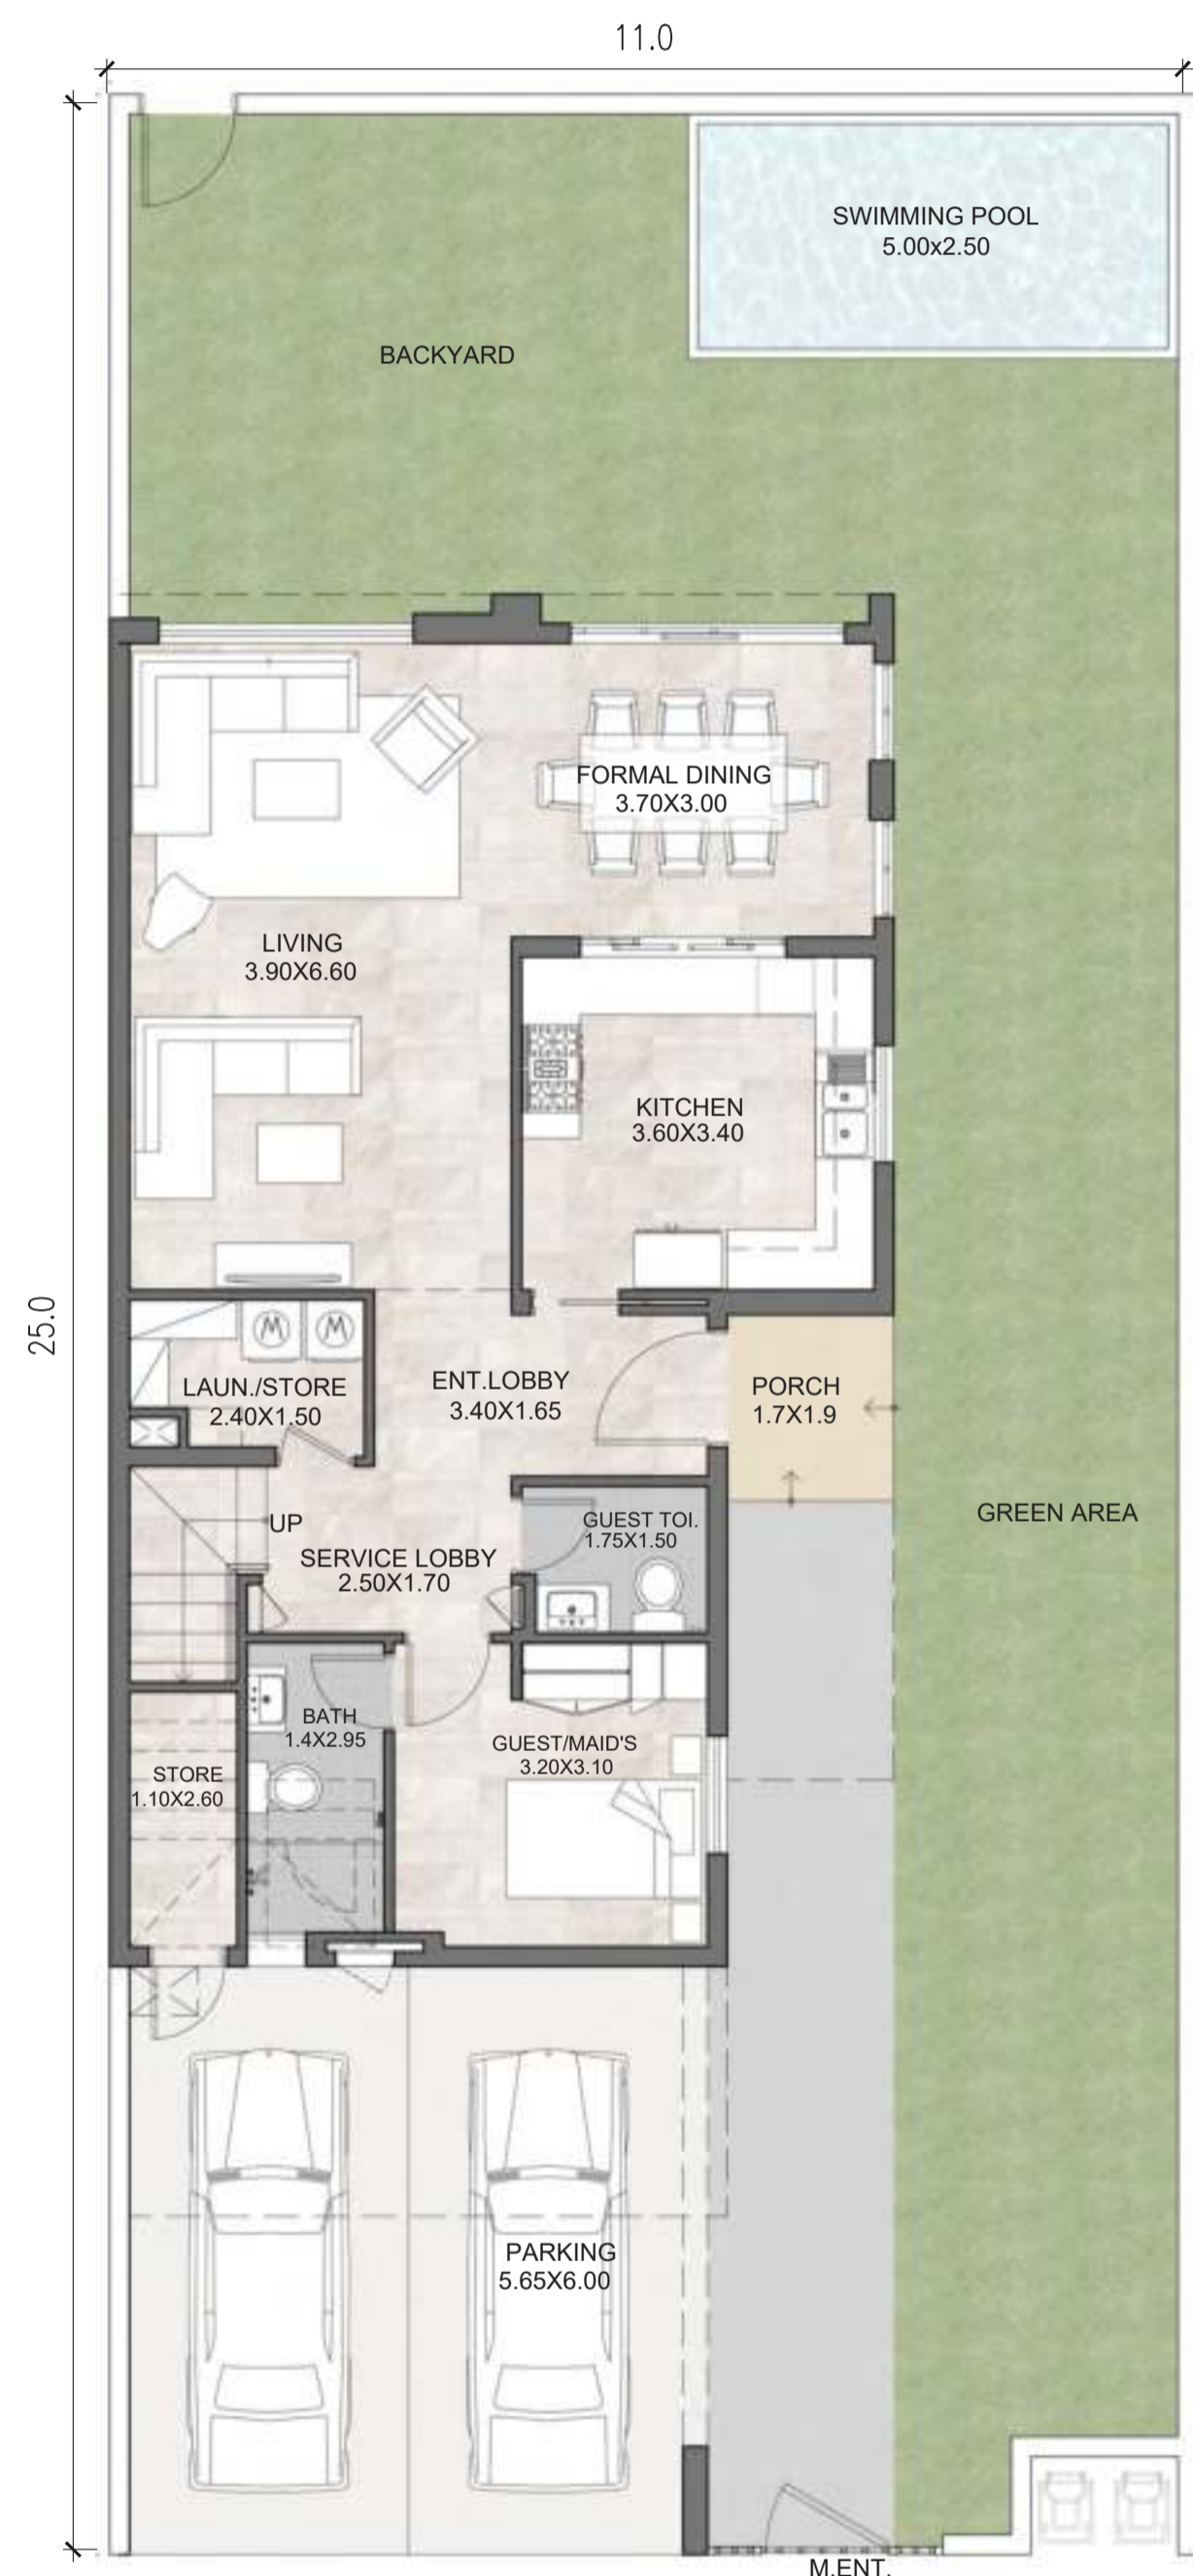 11.0
25.0
SWIMMING POOL
5.00x2.50
BACKYARD
FORMAL DINING
3.70X3.00
LIVING
3.90X6.60
KITCHEN
3.60X3.40
LAUN./STORE
2.40X1.50
ENT.LOBBY
3.40X1.65
PORCH
1.7X1.9
GREEN AREA
UP
SERVICE LOBBY
2.50X1.70
GUEST TOI.
1.75X1.50
BATH
1.4X2.95
GUEST/MAID'S
3.20X3.10
STORE
1.10X2.60
PARKING
5.65X6.00
M.ENT.